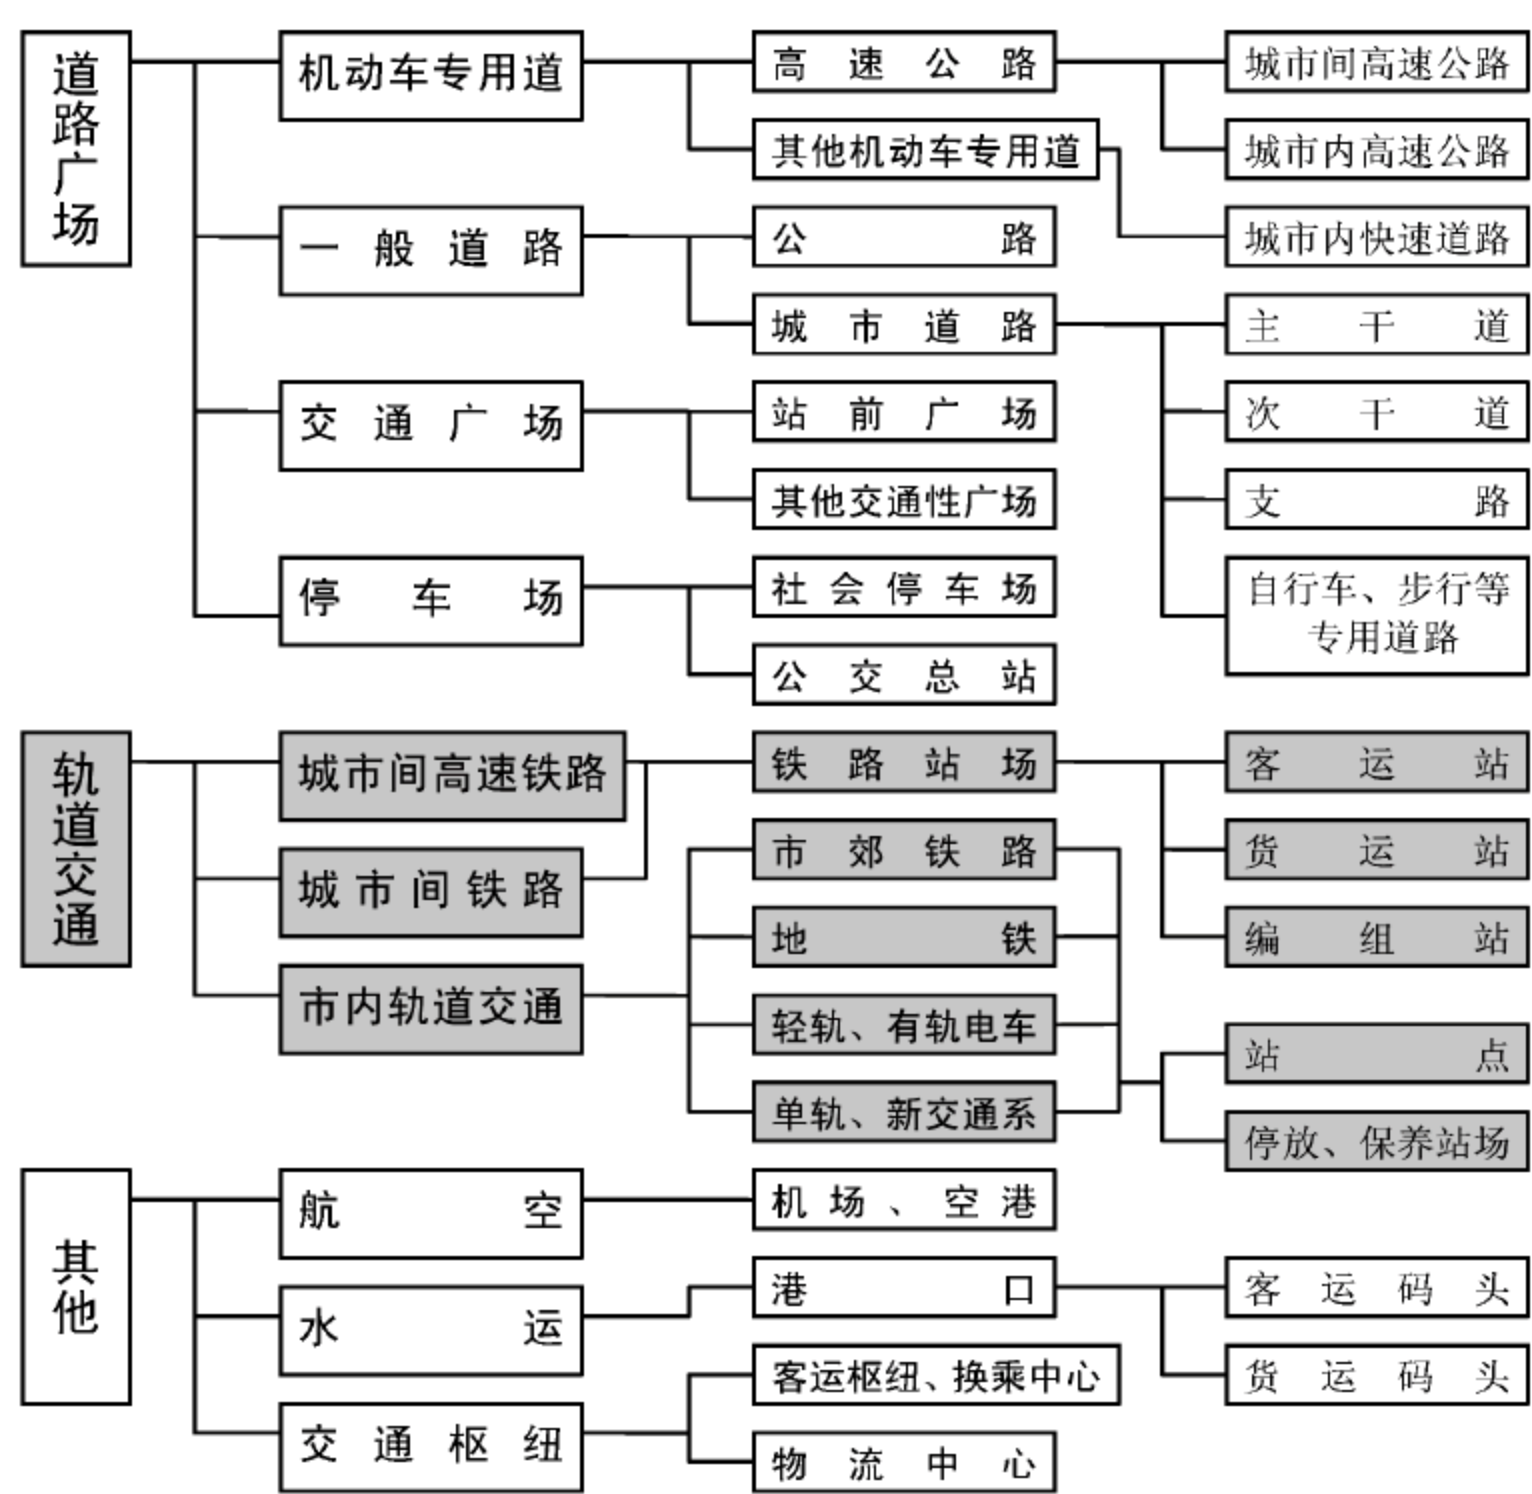 道路广场
机动车专用道
高速公路
城市间高速公路
其他机动车专用道
城市内高速公路
一般道路
公路
城市内快速道路
城市道路
主干道
交通广场
站前广场
次干道
其他交通性广场
支路
停车场
社会停车场
自行车、步行等
专用道路
公交总站
轨道交通
城市间高速铁路
铁路站场
客运站
城市间铁路
市郊铁路
货运站
地铁
编组站
市内轨道交通
轻轨、有轨电车
站点
单轨、新交通系
停放、保养站场
其他
航空
机场、空港
水运
港口
客运码头
客运枢纽、换乘中心
货运码头
交通枢纽
物流中心